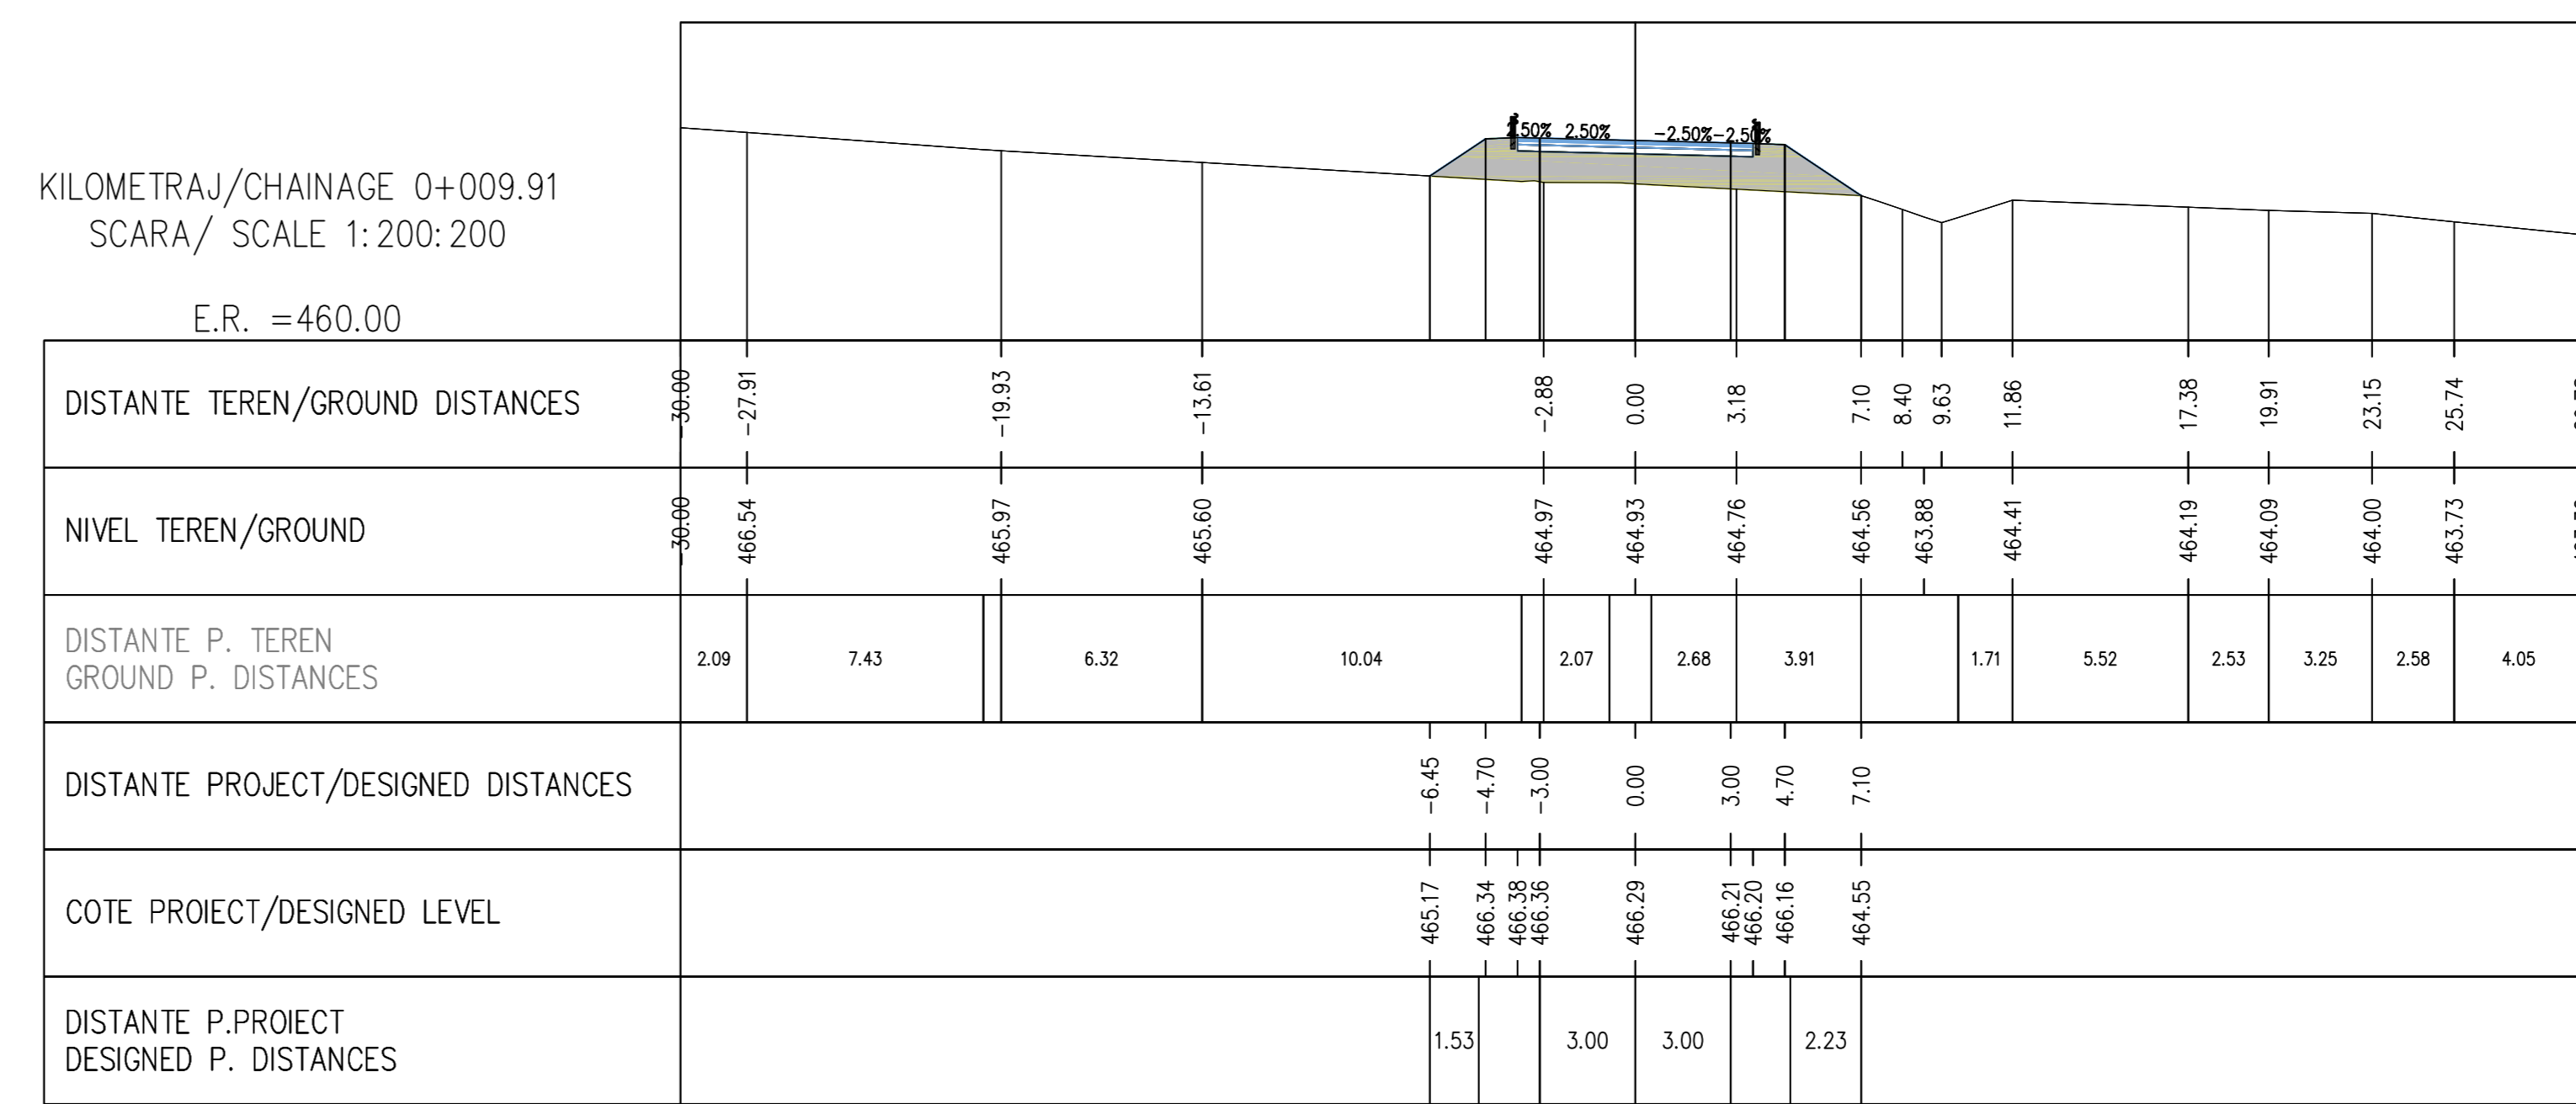 2.50% 2.50% -2.50% -2.50%
KILOMETRAJ/CHAINAGE 0+009.91
SCARA/ SCALE 1:200:200
E.R. =460.00
DISTANTE TEREN/GROUND DISTANCES
-30.00 -27.91 -19.93 -13.61 -2.88 0.00 3.18 7.10 8.40 9.63 11.86 17.38 19.91 23.15 25.74
NIVEL TEREN/GROUND
-30.00 466.54 465.97 465.60 464.97 464.93 464.76 464.56 463.88 464.41 464.19 464.09 464.00 463.73
DISTANTE P. TEREN
GROUND P. DISTANCES
2.09 7.43 6.32 10.04 2.07 2.68 3.91 1.71 5.52 2.53 3.25 2.58 4.05
DISTANTE PROJECT/DESIGNED DISTANCES
-6.45 -4.70 -3.00 0.00 3.00 4.70 7.10
COTE PROIECT/DESIGNED LEVEL
465.17 466.34 466.38 466.36 466.29 466.21 466.20 466.16 464.55
DISTANTE P.PROIECT
DESIGNED P. DISTANCES
1.53 3.00 3.00 2.23